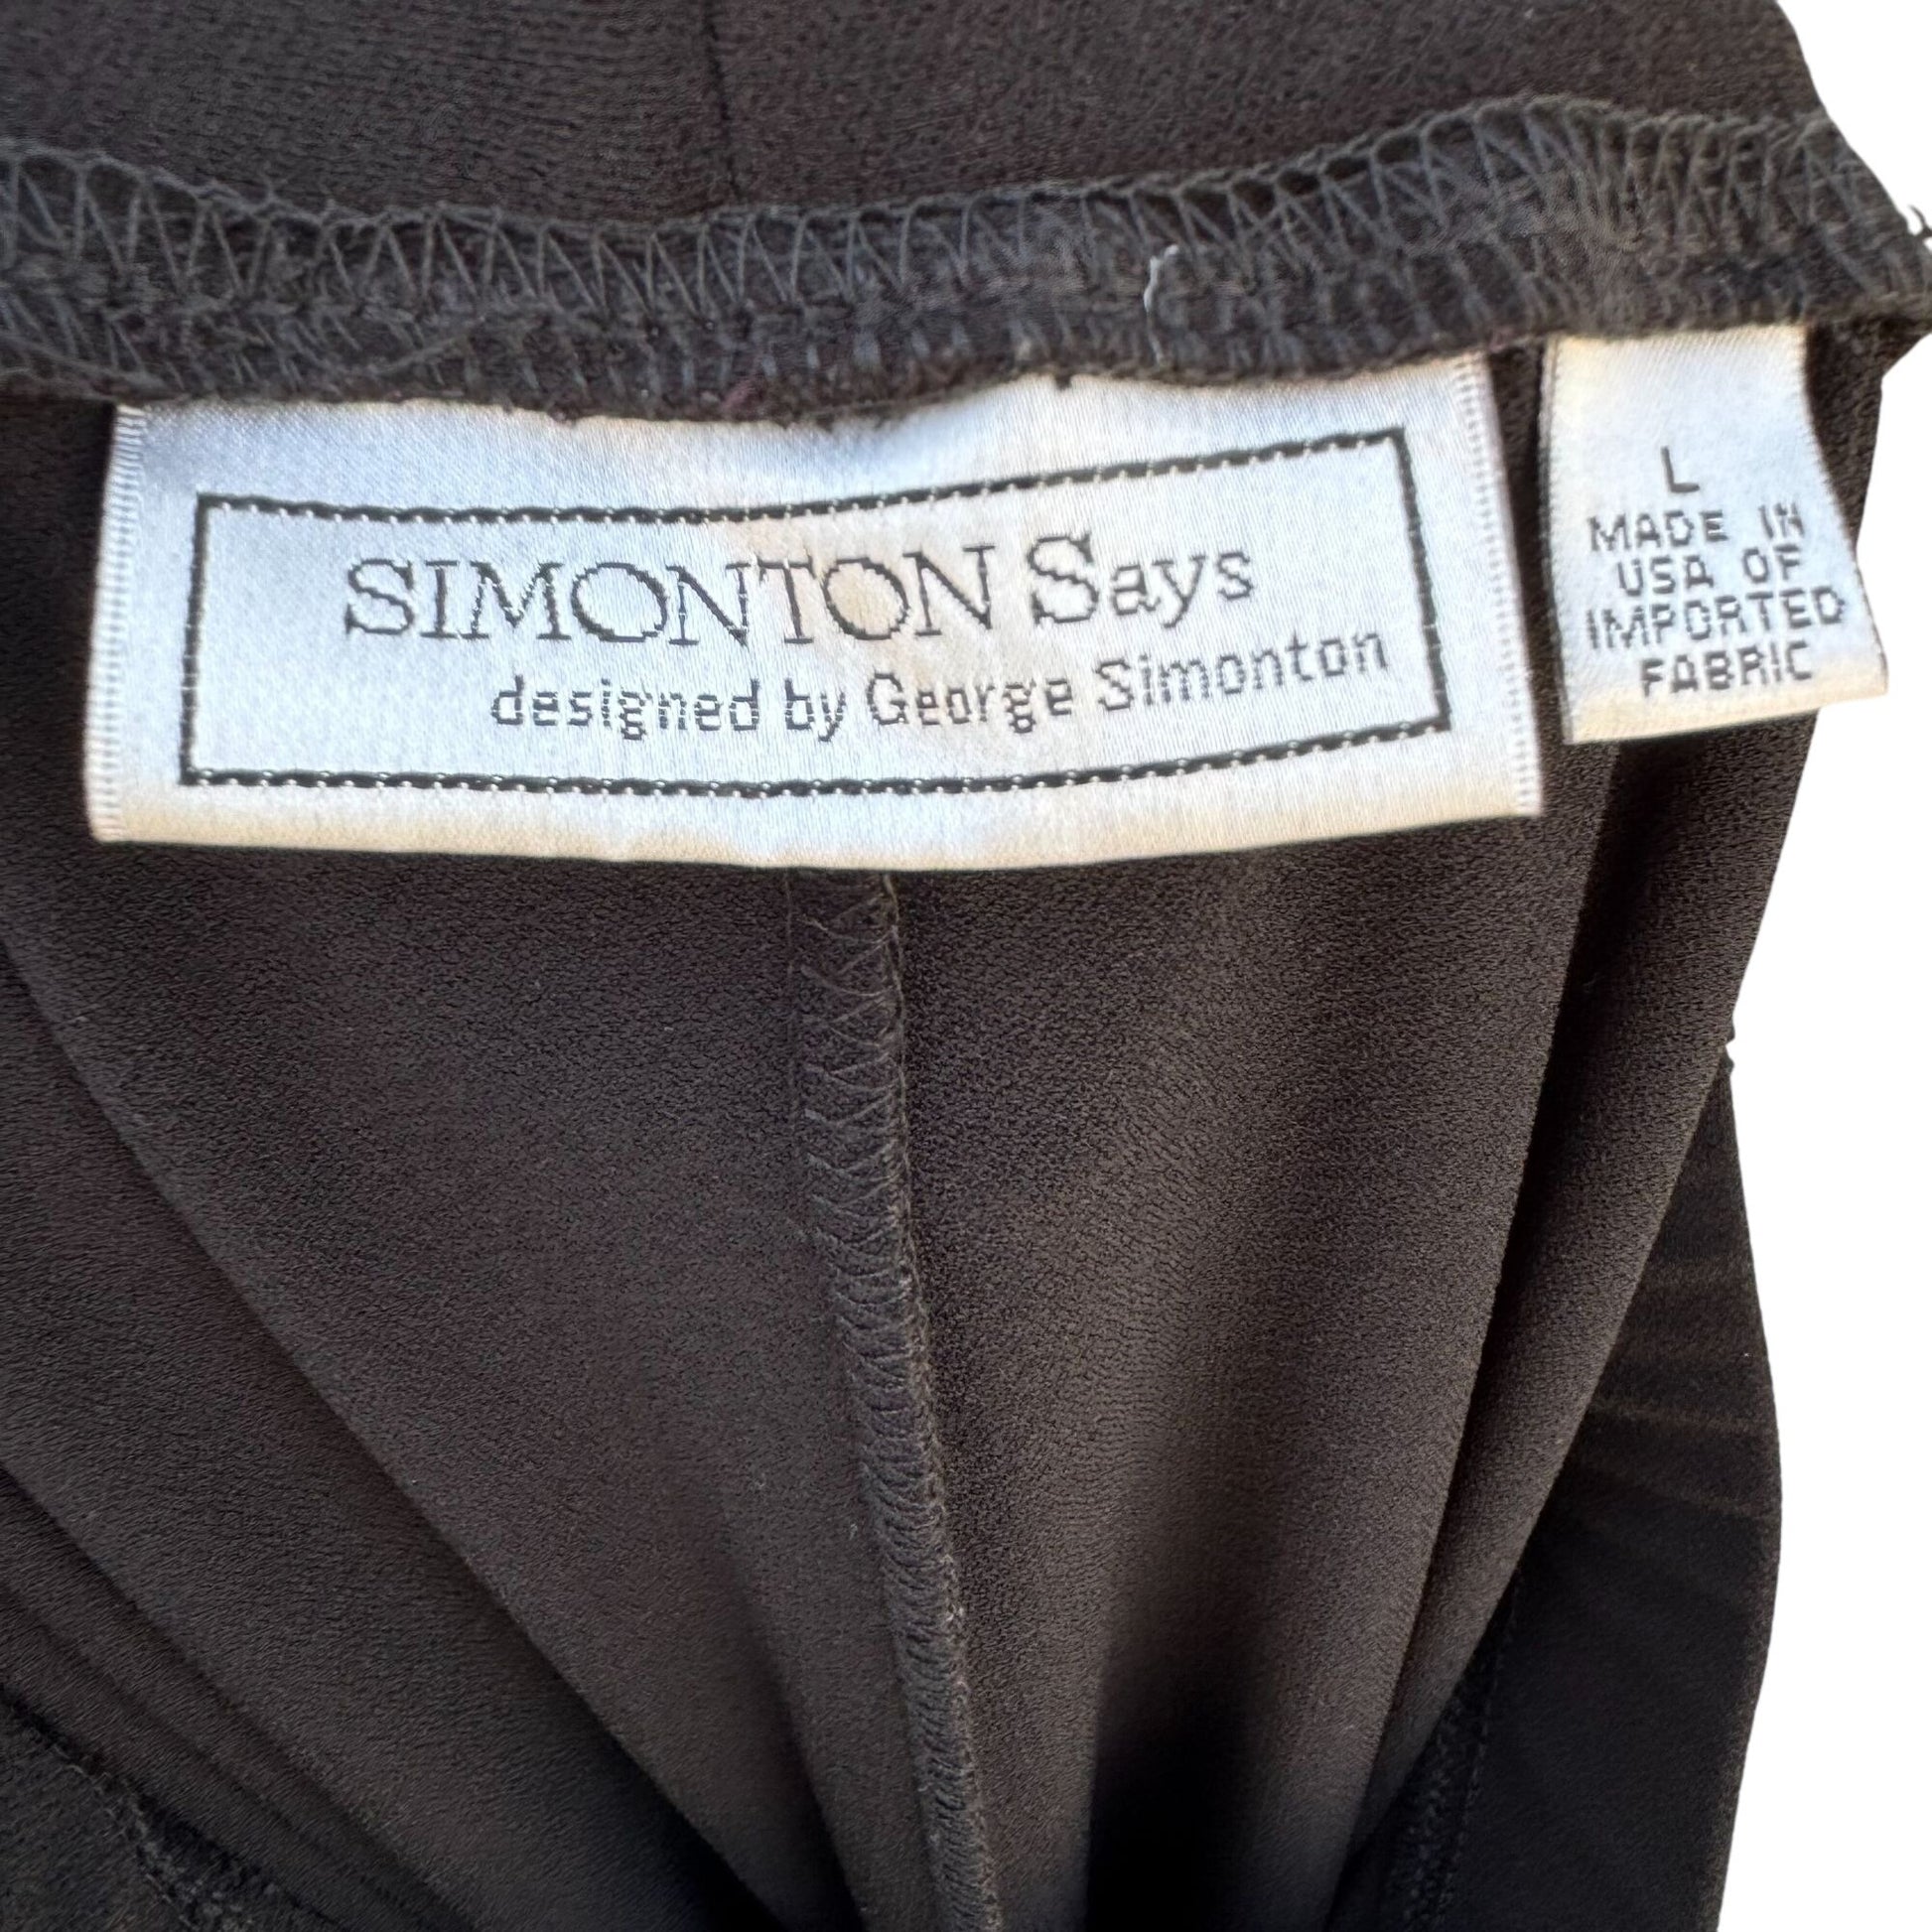 SIMONTON Says
designed by George Simonton
L
MADE IN
USA OF
IMPORTED
FABRIC